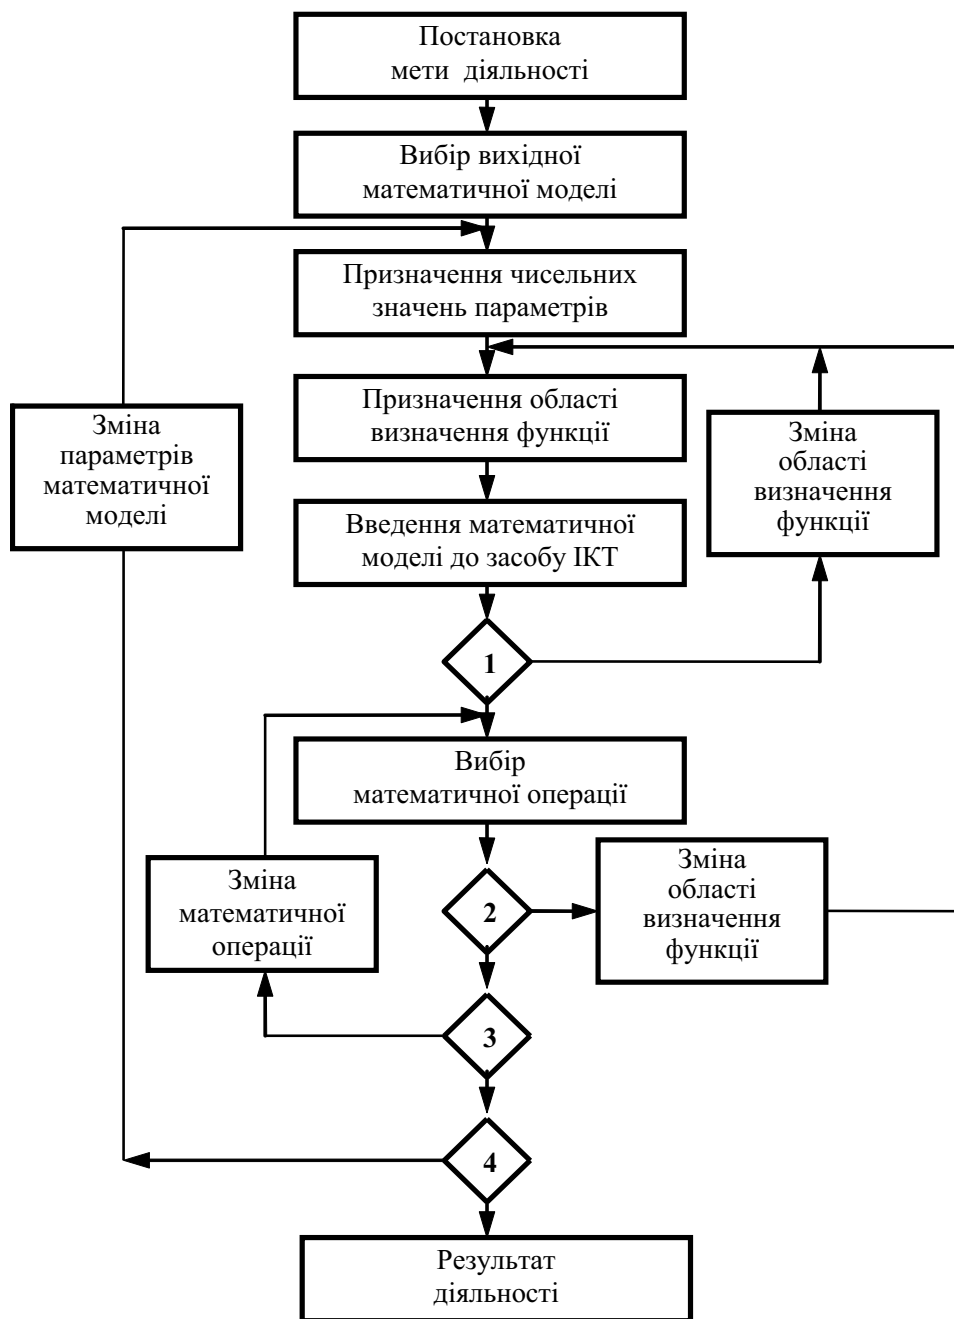 Постановка
мети діяльності
Вибір вихідної
математичної моделі
Призначення чисельних
значень параметрів
Призначення області
визначення функції
Зміна
параметрів
математичної
моделі
Зміна
області
визначення
функції
Введення математичної
моделі до засобу ІКТ
1
Вибір
математичної операції
Зміна
математичної
операції
2
Зміна
області
визначення
функції
3
4
Результат
діяльності